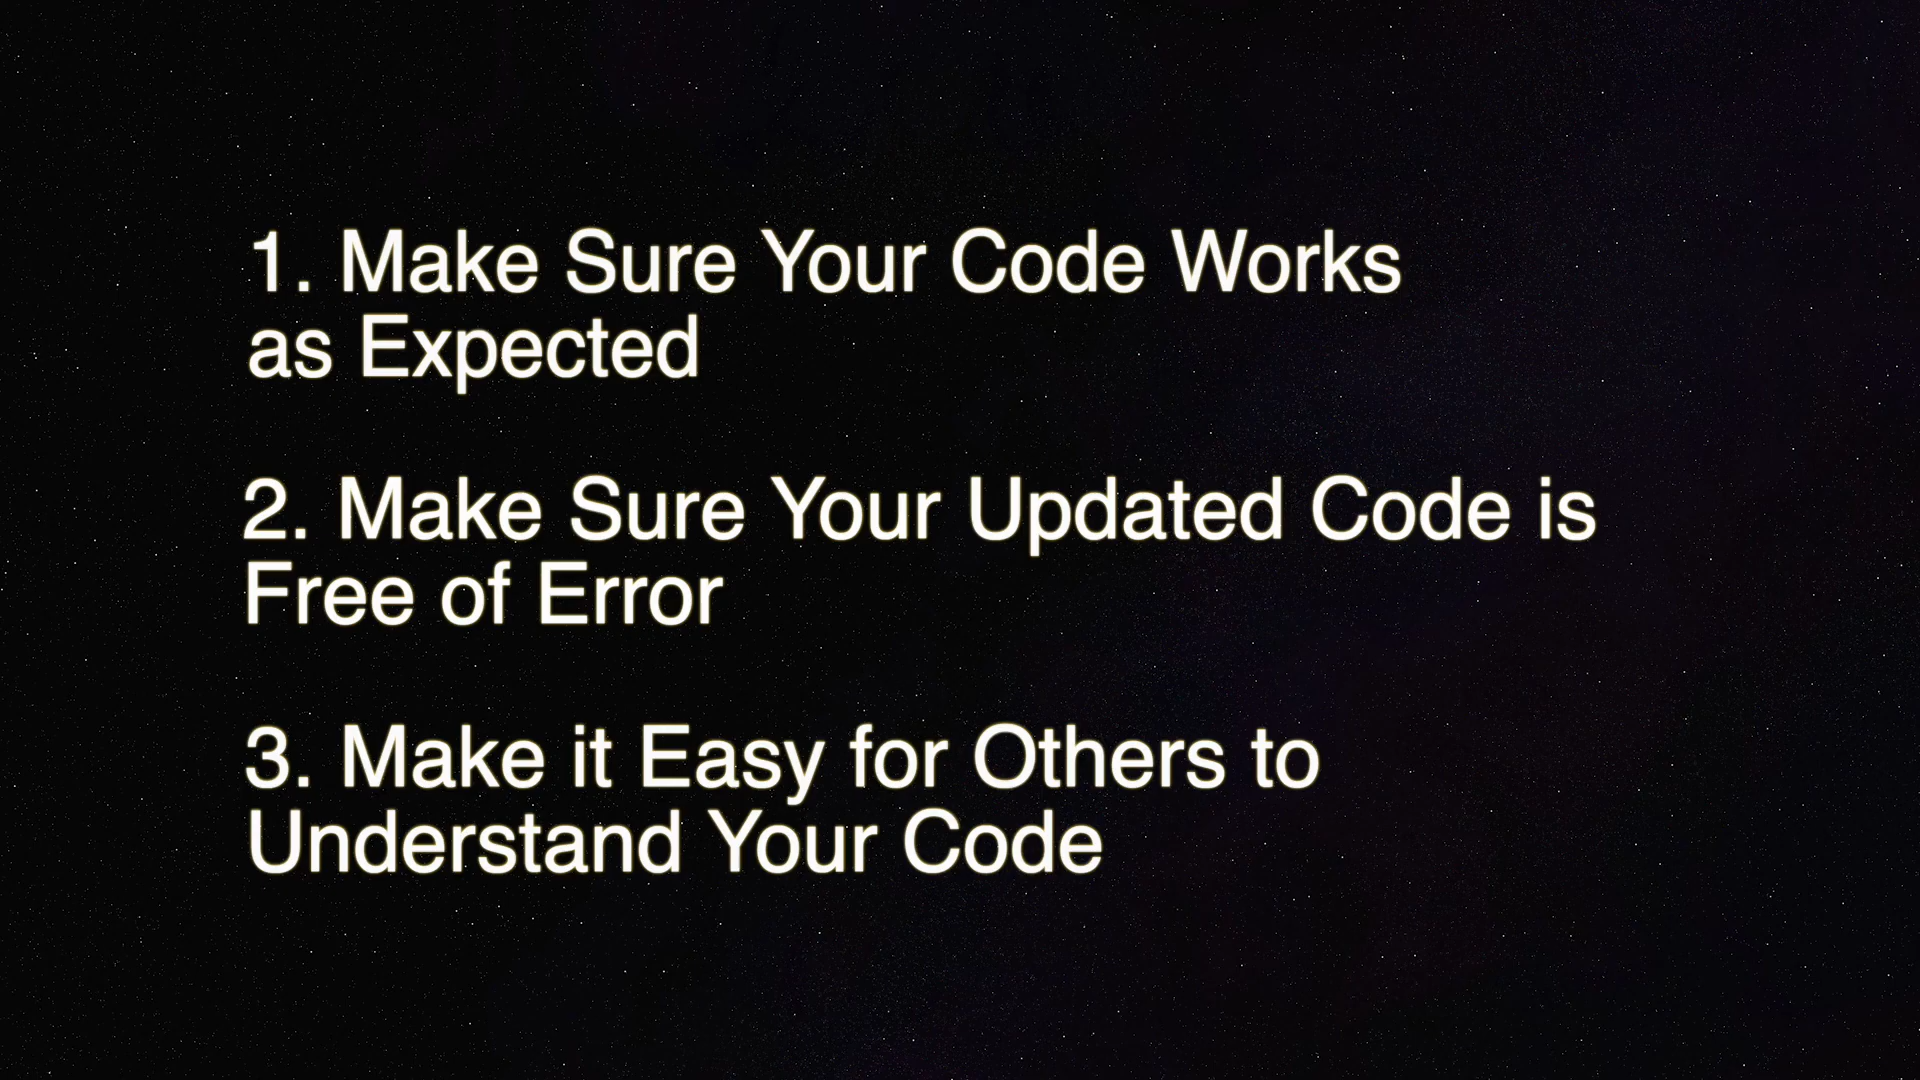 1. Make Sure Your Code Works
as Expected
2. Make Sure Your Updated Code is
Free of Error
3. Make it Easy for Others to
Understand Your Code